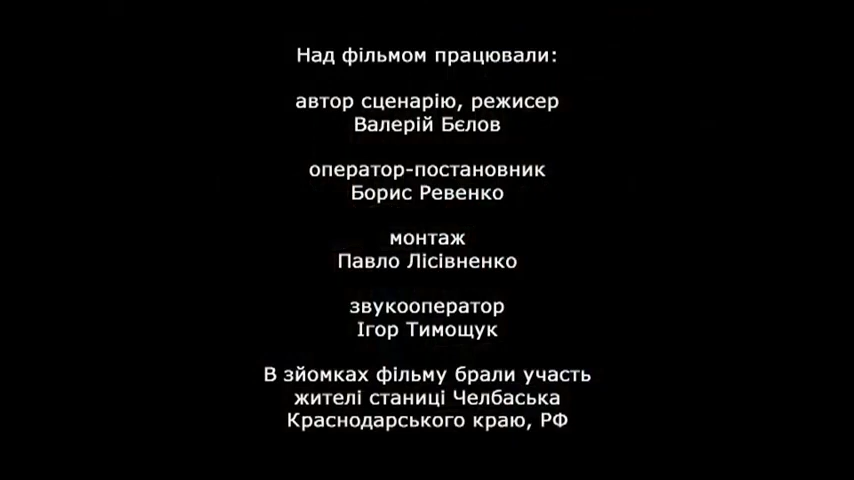 Над фільмом працювали:
автор сценарію, режисер
Валерій Бєлов
оператор-постановник
Борис Ревенко
монтаж
Павло Лісівненко
звукооператор
Ігор Тимощук
В зйомках фільму брали участь
жителі станиці Челбаська
Краснодарського краю, РФ